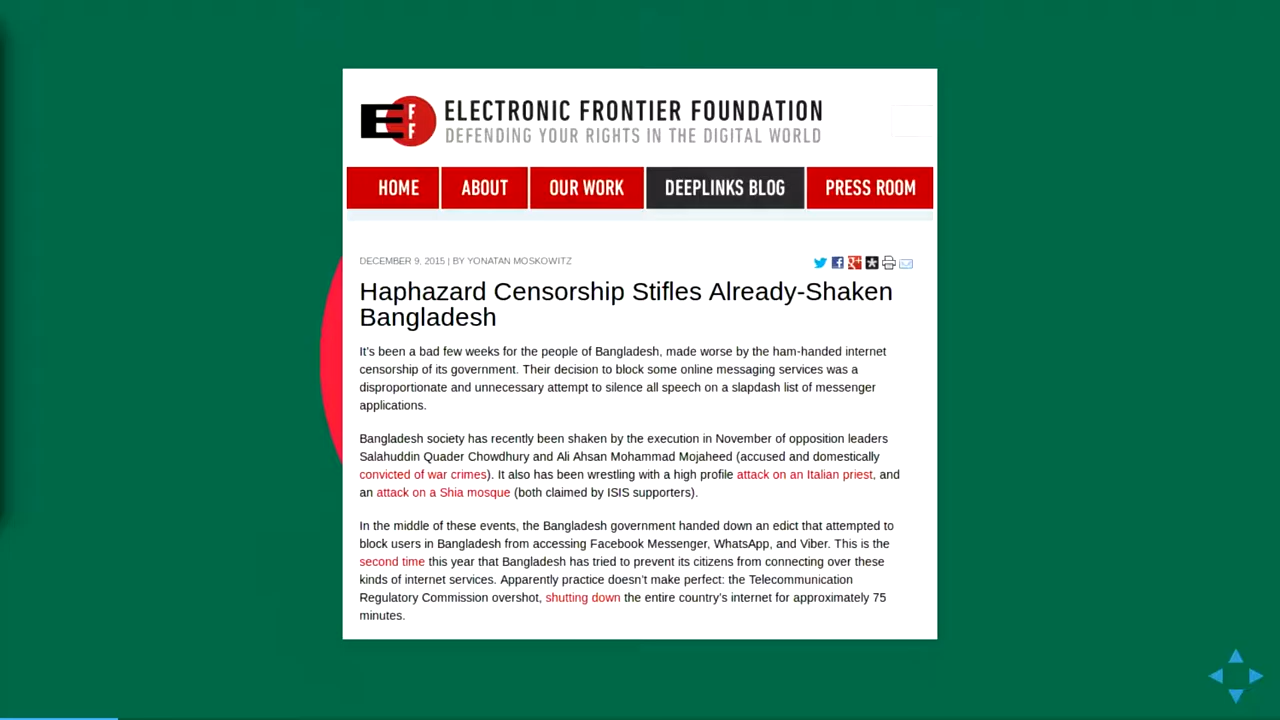 EFF
ELECTRONIC FRONTIER FOUNDATION
DEFENDING YOUR RIGHTS IN THE DIGITAL WORLD
HOME ABOUT OUR WORK DEEPLINKS BLOG PRESS ROOM
DECEMBER 9, 2015 | BY YONATAN MOSKOWITZ
Haphazard Censorship Stifles Already-Shaken
Bangladesh
It's been a bad few weeks for the people of Bangladesh, made worse by the ham-handed internet
censorship of its government. Their decision to block some online messaging services was a
disproportionate and unnecessary attempt to silence all speech on a slapdash list of messenger
applications.
Bangladesh society has recently been shaken by the execution in November of opposition leaders
Salahuddin Quader Chowdhury and Ali Ahsan Mohammad Mojaheed (accused and domestically
convicted of war crimes). It also has been wrestling with a high profile attack on an Italian priest, and
an attack on a Shia mosque (both claimed by ISIS supporters).
In the middle of these events, the Bangladesh government handed down an edict that attempted to
block users in Bangladesh from accessing Facebook Messenger, WhatsApp, and Viber. This is the
second time this year that Bangladesh has tried to prevent its citizens from connecting over these
kinds of internet services. Apparently practice doesn't make perfect: the Telecommunication
Regulatory Commission overshot, shutting down the entire country's internet for approximately 75
minutes.